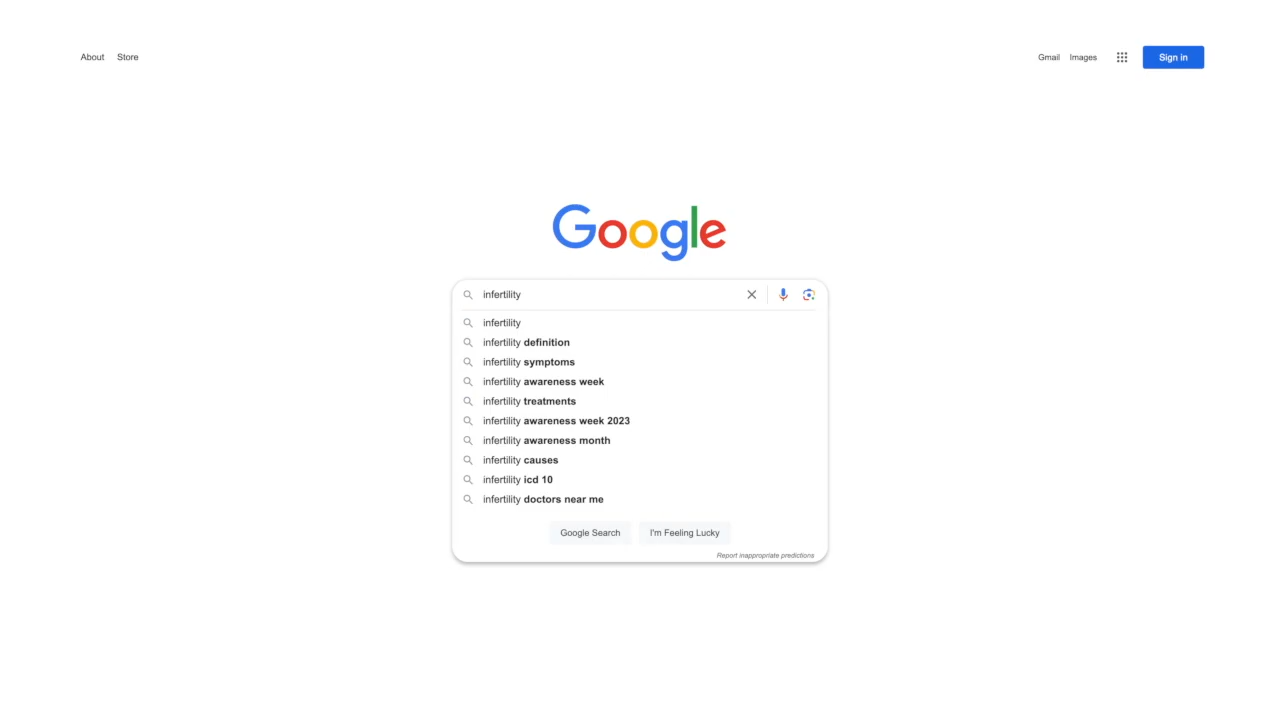 About Store Gmail Images Sign in
Google
infertility
infertility
infertility definition
infertility symptoms
infertility awareness week
infertility treatments
infertility awareness week 2023
infertility awareness month
infertility causes
infertility icd 10
infertility doctors near me
Google Search I'm Feeling Lucky
Report inappropriate predictions